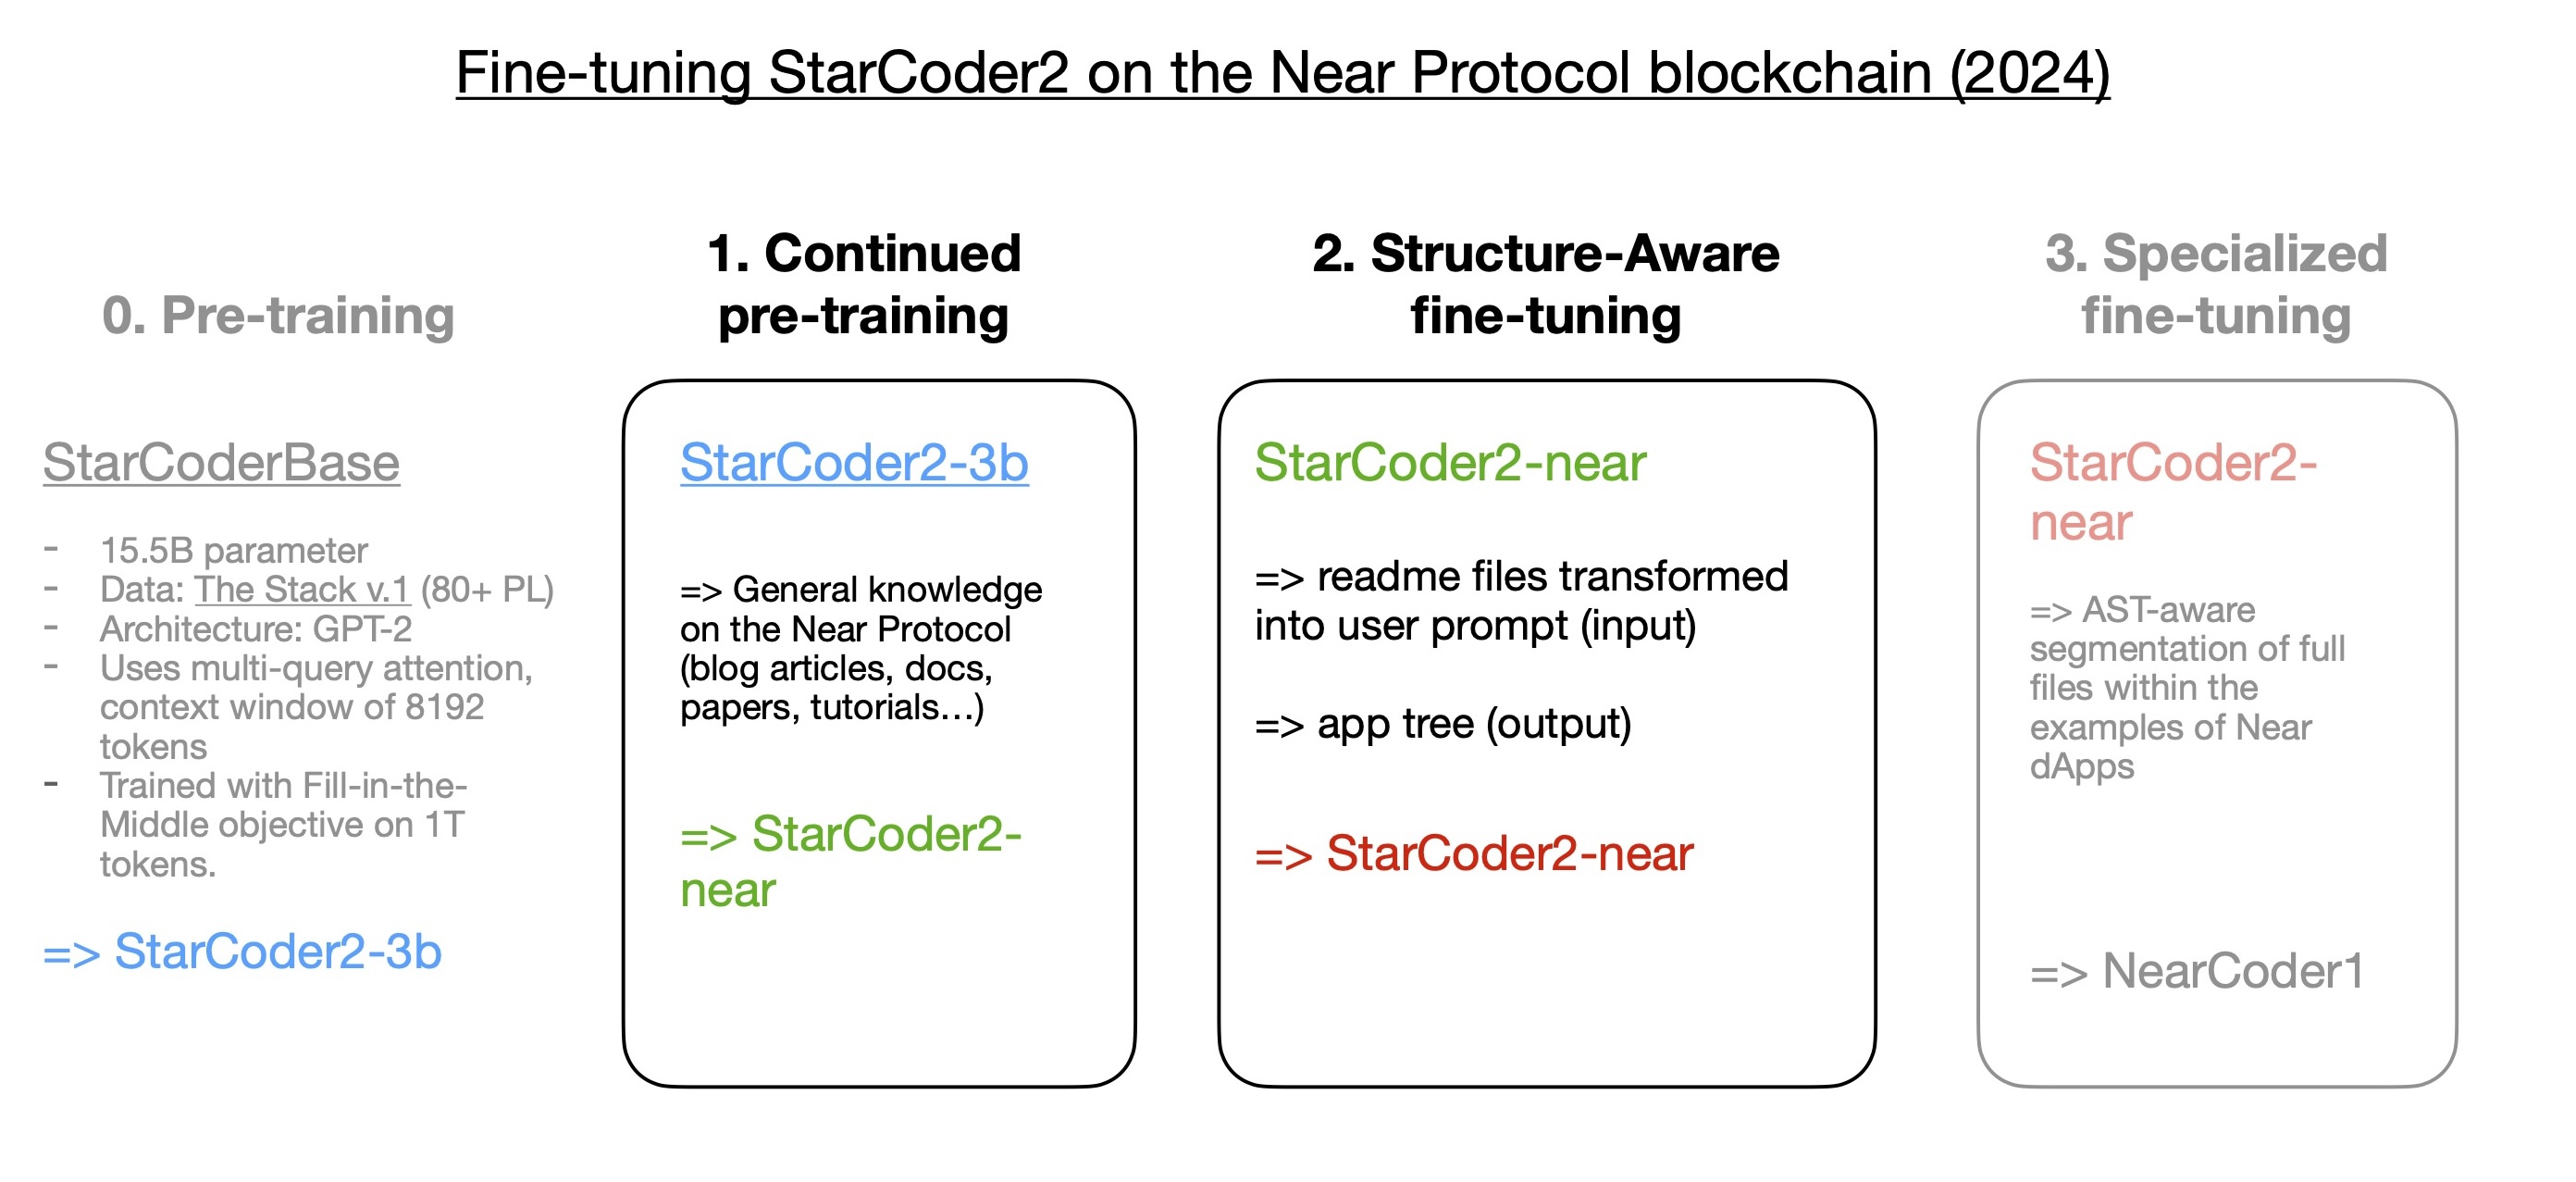 Fine-tuning StarCoder2 on the Near Protocol blockchain (2024)
0. Pre-training
StarCoderBase
- 15.5B parameter
- Data: The Stack v.1 (80+ PL)
- Architecture: GPT-2
- Uses multi-query attention,
context window of 8192
tokens
- Trained with Fill-in-the-
Middle objective on 1T
tokens.
=> StarCoder2-3b
1. Continued
pre-training
StarCoder2-3b
=> General knowledge
on the Near Protocol
(blog articles, docs,
papers, tutorials…)
=> StarCoder2-
near
2. Structure-Aware
fine-tuning
StarCoder2-near
=> readme files transformed
into user prompt (input)
=> app tree (output)
=> StarCoder2-near
3. Specialized
fine-tuning
StarCoder2-
near
=> AST-aware
segmentation of full
files within the
examples of Near
dApps
=> NearCoder1